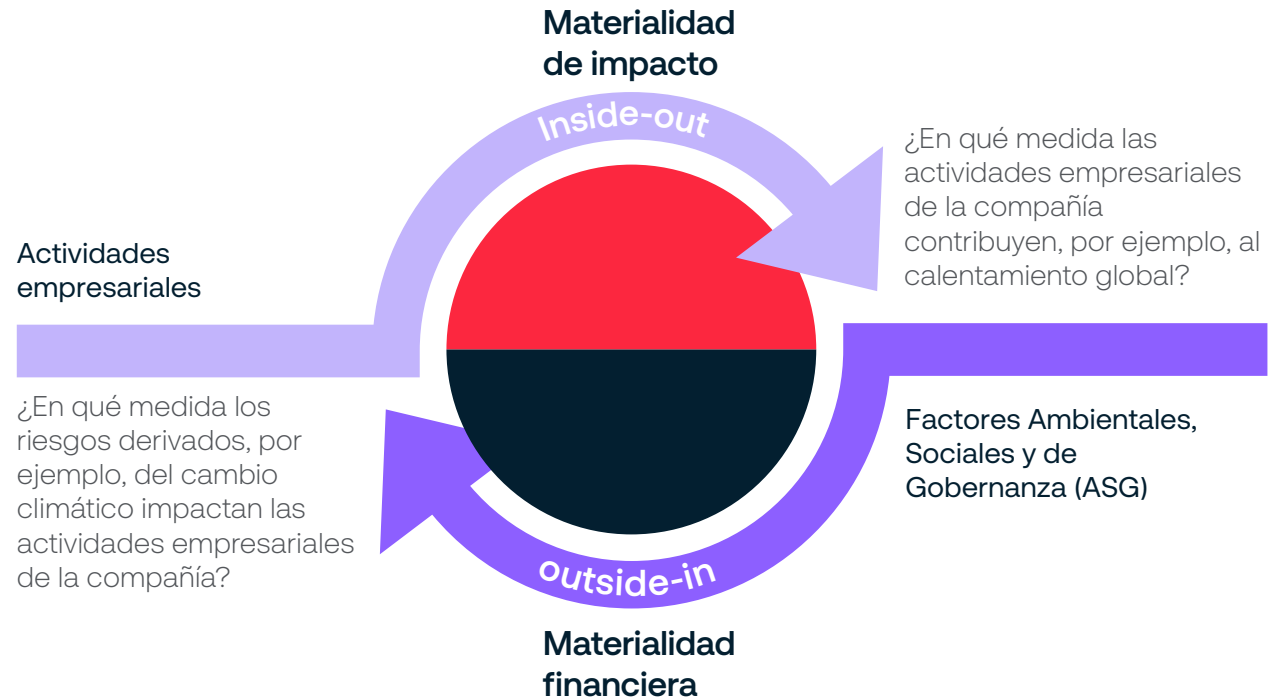 Materialidad
de impacto
Inside-out
¿En qué medida las
actividades empresariales
de la compañía
contribuyen, por ejemplo, al
calentamiento global?
Actividades
empresariales
¿En qué medida los
riesgos derivados, por
ejemplo, del cambio
climático impactan las
actividades empresariales
de la compañía?
Factores Ambientales,
Sociales y de
Gobernanza (ASG)
outside-in
Materialidad
financiera